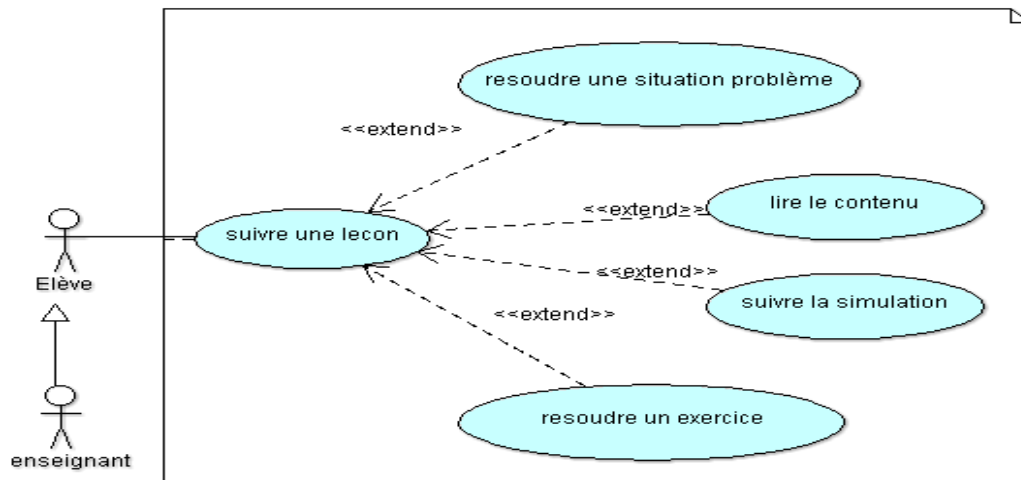 resoudre une situation problème
<<extend>>
lire le contenu
<<extend>>
suivre une lecon
<<extend>>
Elève
suivre la simulation
<<extend>>
resoudre un exercice
enseignant